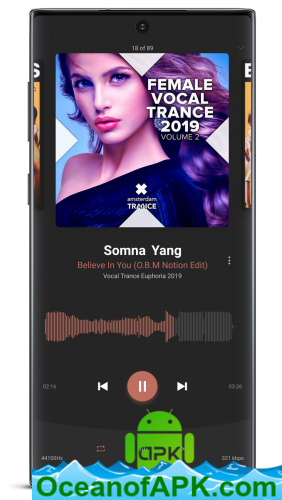 18 of 89
FEMALE
VOCAL
TRANCE
2019
VOLUME 2
amsterdam
TRANCE
Somna Yang
Believe In You (O.B.M Notion Edit)
Vocal Trance Euphoria 2019
02:16
03:26
44100Hz
321 kbps
APK
OceanofAPK.com